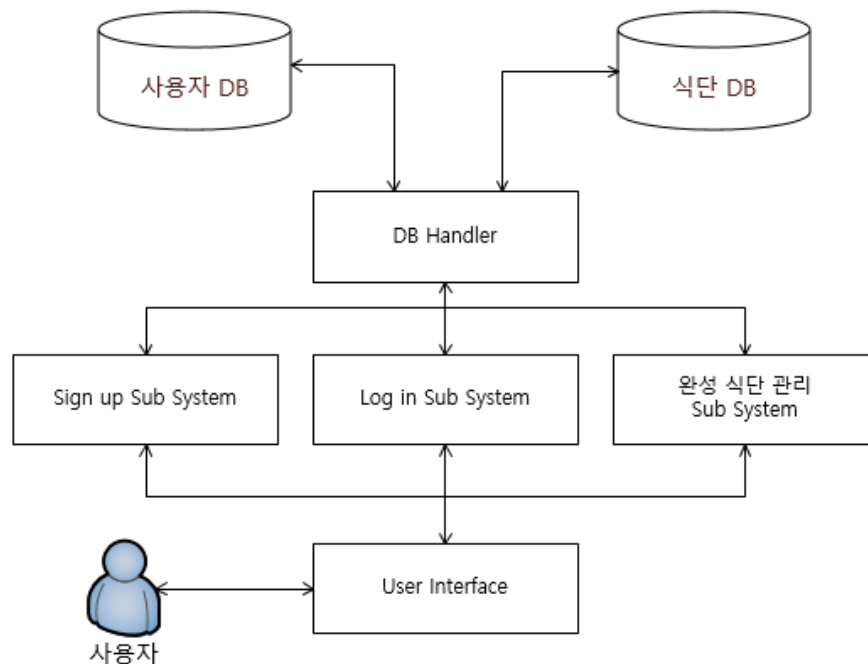 사용자 DB
식단 DB
DB Handler
Sign up Sub System
Log in Sub System
완성 식단 관리
Sub System
User Interface
사용자